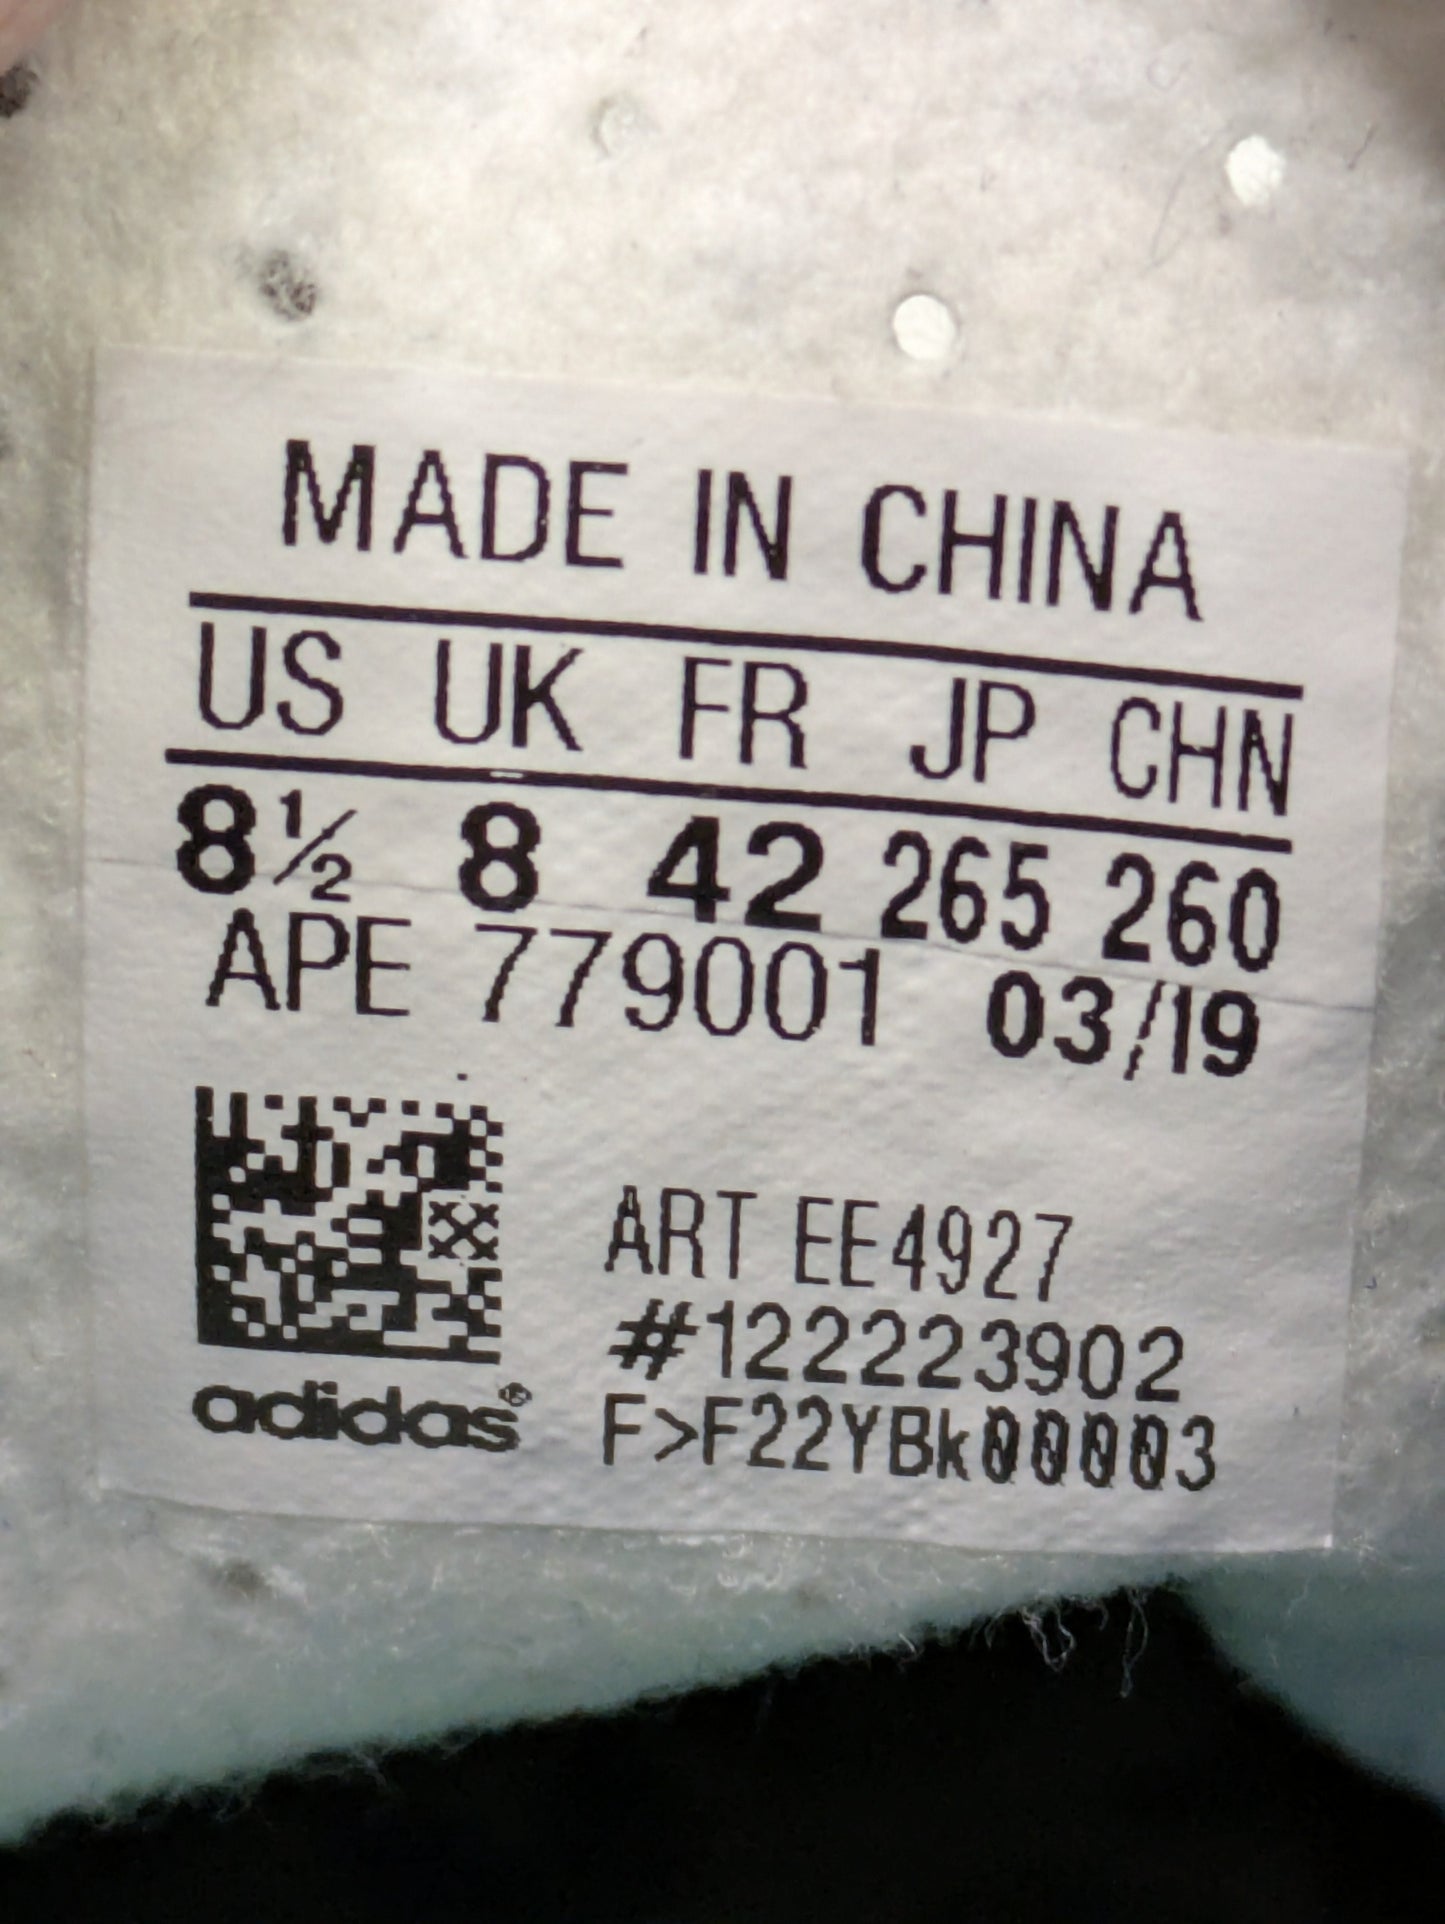 MADE IN CHINA
US UK FR JP CHN
8½ 8 42 265 260
APE 779001 03/19
ART EE4927
#122223902
F>F22YBk00003
adidas®